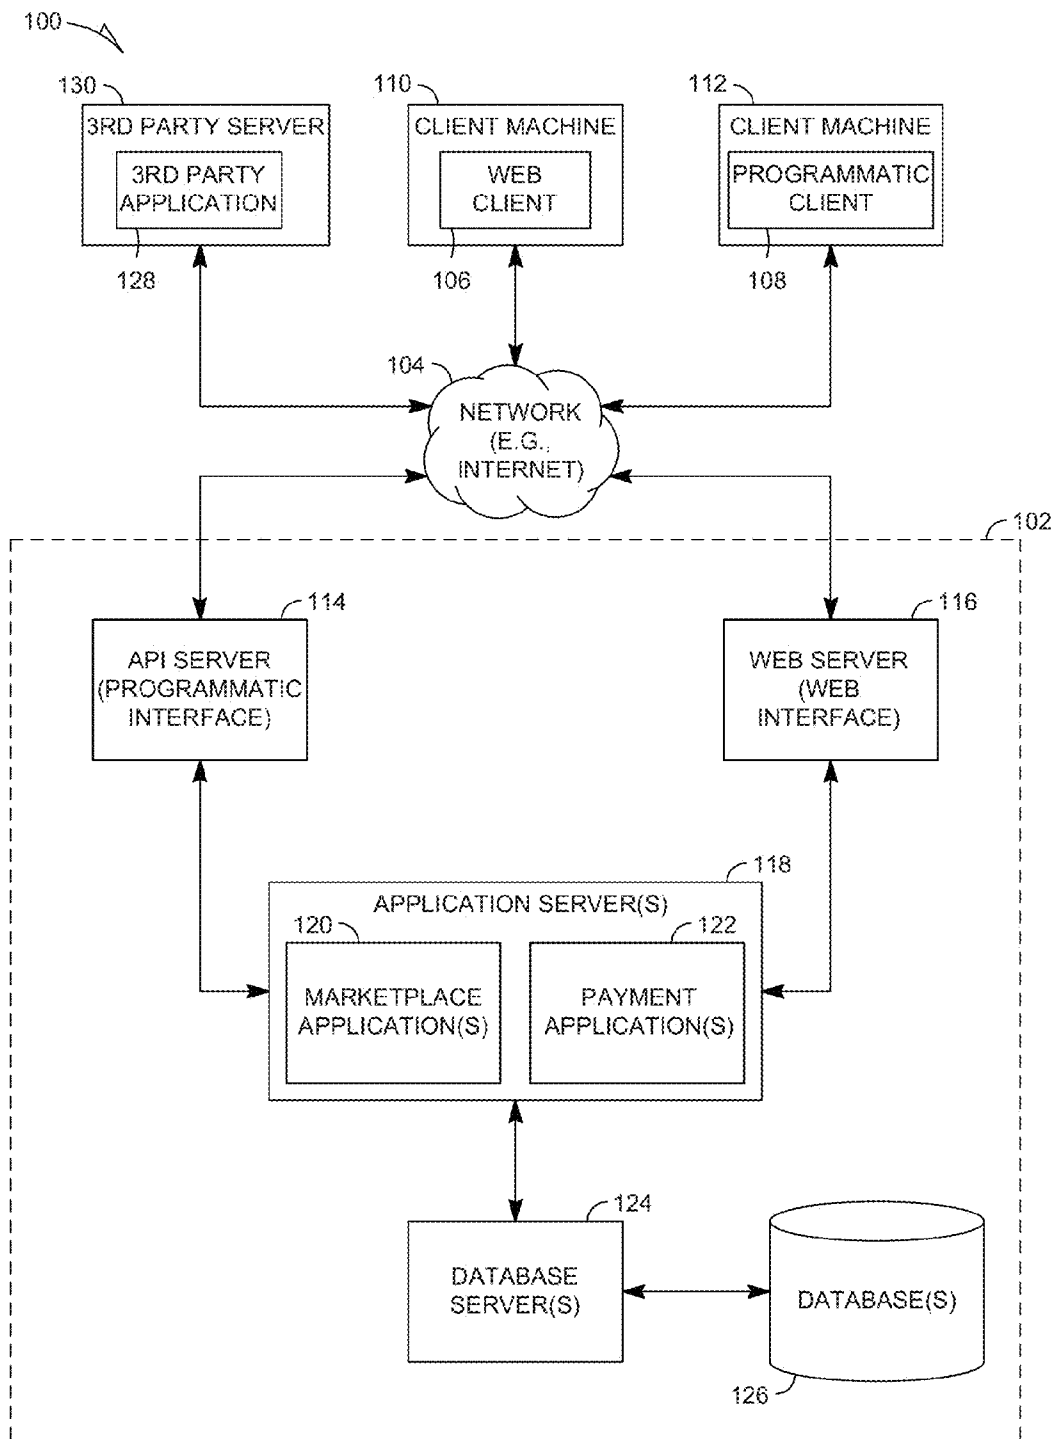 100
130
110
112
3RD PARTY SERVER
CLIENT MACHINE
CLIENT MACHINE
3RD PARTY
APPLICATION
WEB
CLIENT
PROGRAMMATIC
CLIENT
128
106
108
104
NETWORK
(E.G.,
INTERNET)
102
114
116
API SERVER
(PROGRAMMATIC
INTERFACE)
WEB SERVER
(WEB
INTERFACE)
118
APPLICATION SERVER(S)
120
122
MARKETPLACE
APPLICATION(S)
PAYMENT
APPLICATION(S)
124
DATABASE
SERVER(S)
DATABASE(S)
126